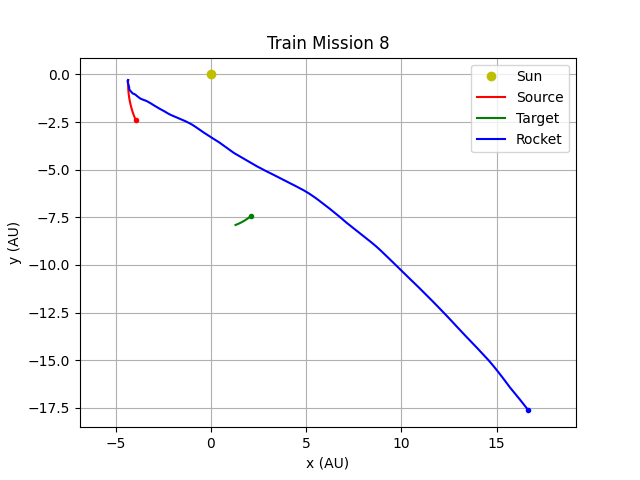 Train Mission 8
Sun
Source
Target
Rocket
0.0
−2.5
−5.0
−7.5
−10.0
−12.5
−15.0
−17.5
y (AU)
−5
0
5
10
15
x (AU)